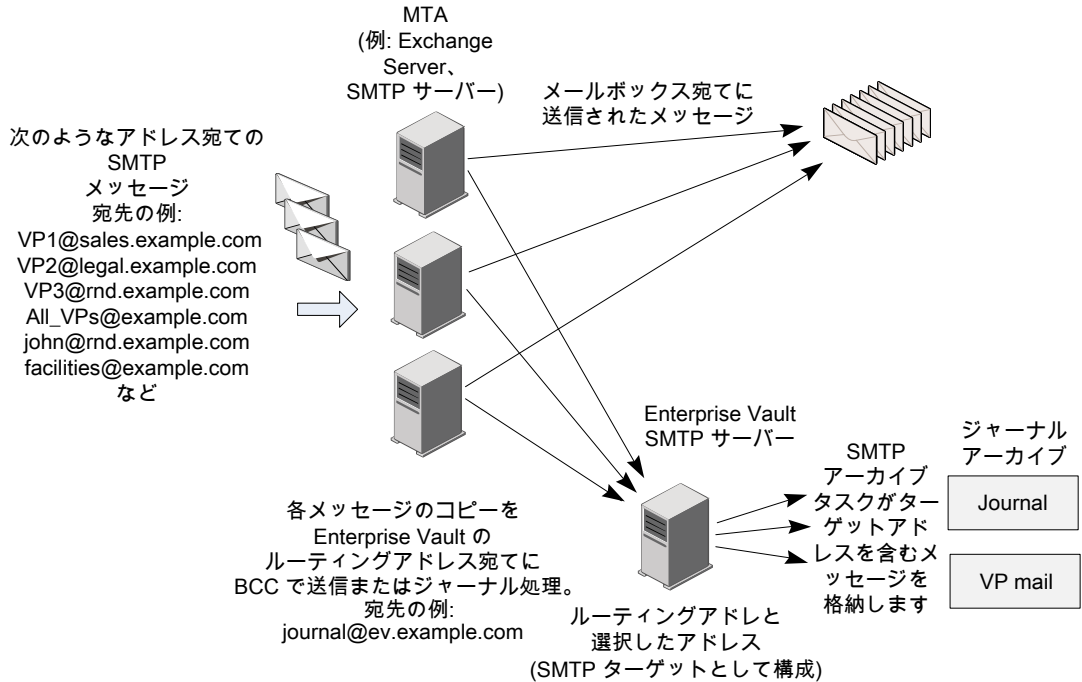 MTA
(例: Exchange
Server、
SMTP サーバー)
メールボックス宛てに
送信されたメッセージ
次のようなアドレス宛ての
SMTP
メッセージ
宛先の例:
VP1@sales.example.com
VP2@legal.example.com
VP3@rnd.example.com
All_VPs@example.com
john@rnd.example.com
facilities@example.com
など
各メッセージのコピーを
Enterprise Vault の
ルーティングアドレス宛てに
BCC で送信またはジャーナル処理。
宛先の例:
journal@ev.example.com
Enterprise Vault
SMTP サーバー
ルーティングアドレと
選択したアドレス
(SMTP ターゲットとして構成)
SMTP
アーカイブ
タスクがター
ゲットアド
レスを含むメ
ッセージを
格納します
ジャーナル
アーカイブ
Journal
VP mail